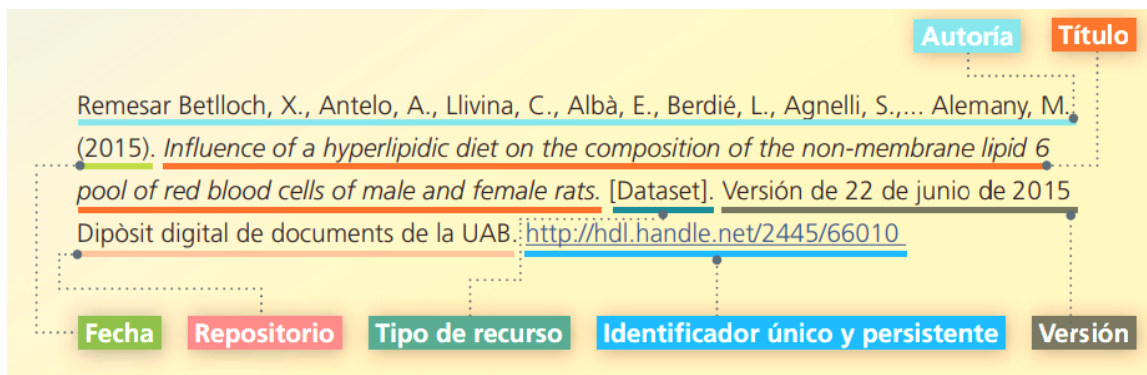 Autoría Título
Remesar Betlloch, X., Antelo, A., Llivina, C., Albà, E., Berdié, L., Agnelli, S.,... Alemany, M.
(2015). Influence of a hyperlipidic diet on the composition of the non-membrane lipid 6
pool of red blood cells of male and female rats. [Dataset]. Versión de 22 de junio de 2015
Dipòsit digital de documents de la UAB. http://hdl.handle.net/2445/66010
Fecha Repositorio Tipo de recurso Identificador único y persistente Versión